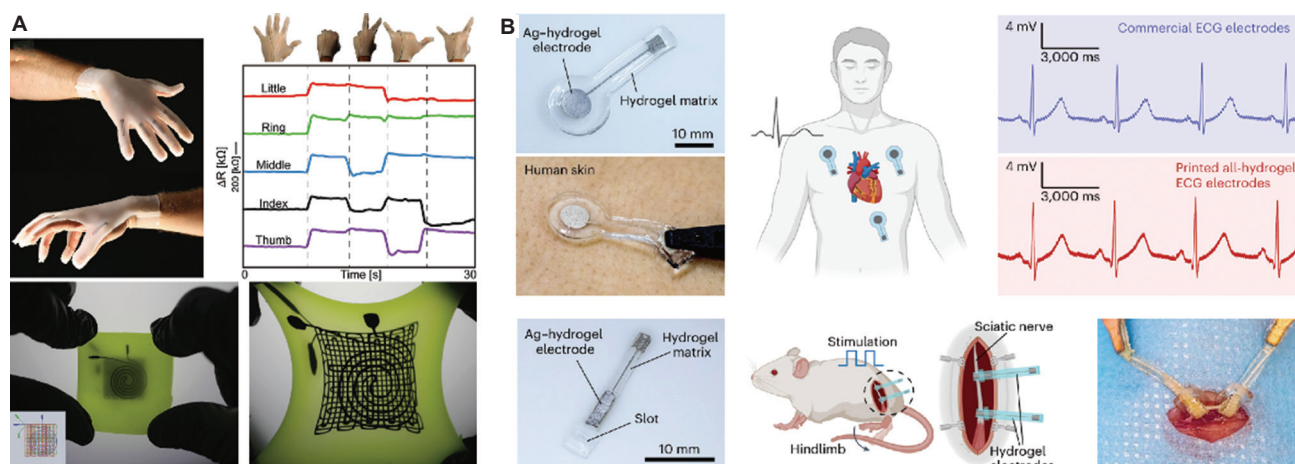 A
Little
Ring
Middle
Index
Thumb
ΔR [kΩ]
200 [kΩ]
0
Time [s]
30
B
Ag–hydrogel
electrode
Hydrogel matrix
10 mm
Human skin
4 mV
3,000 ms
Commercial ECG electrodes
4 mV
3,000 ms
Printed all-hydrogel
ECG electrodes
Ag–hydrogel
electrode
Hydrogel
matrix
Slot
10 mm
Stimulation
Hindlimb
Sciatic nerve
Hydrogel
electrodes